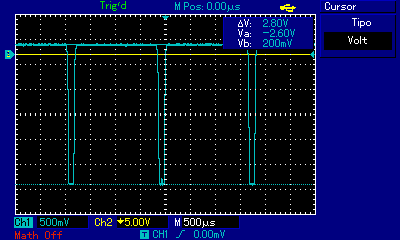 Trig'd M Pos: 0.00µs Cursor
ΔV: 2.80V
Va: -2.60V
Vb: 200mV
Tipo
Volt
Ch1 500mV Ch2 5.00V M 500µs
Math Off T CH1 0.00mV